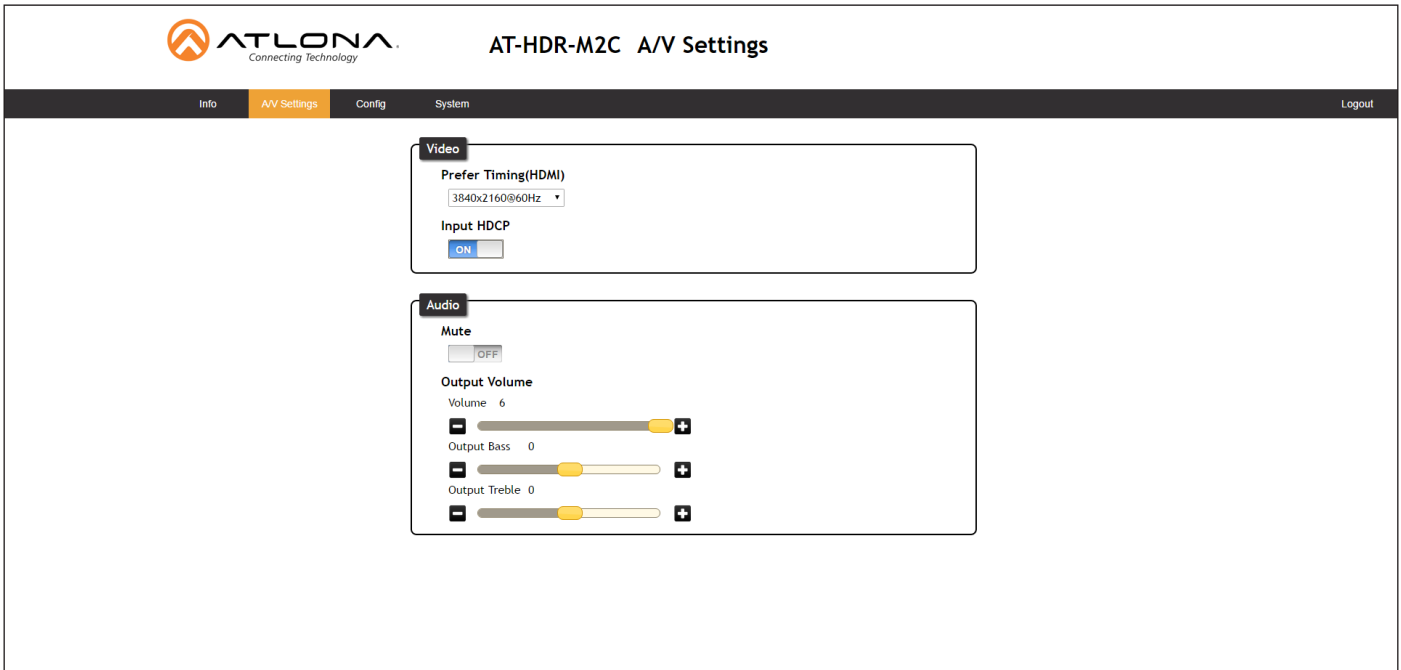 ATLONA.
Connecting Technology
AT-HDR-M2C A/V Settings
Info A/V Settings Config System Logout
Video
Prefer Timing(HDMI)
3840x2160@60Hz
Input HDCP
ON
Audio
Mute
OFF
Output Volume
Volume 6
Output Bass 0
Output Treble 0